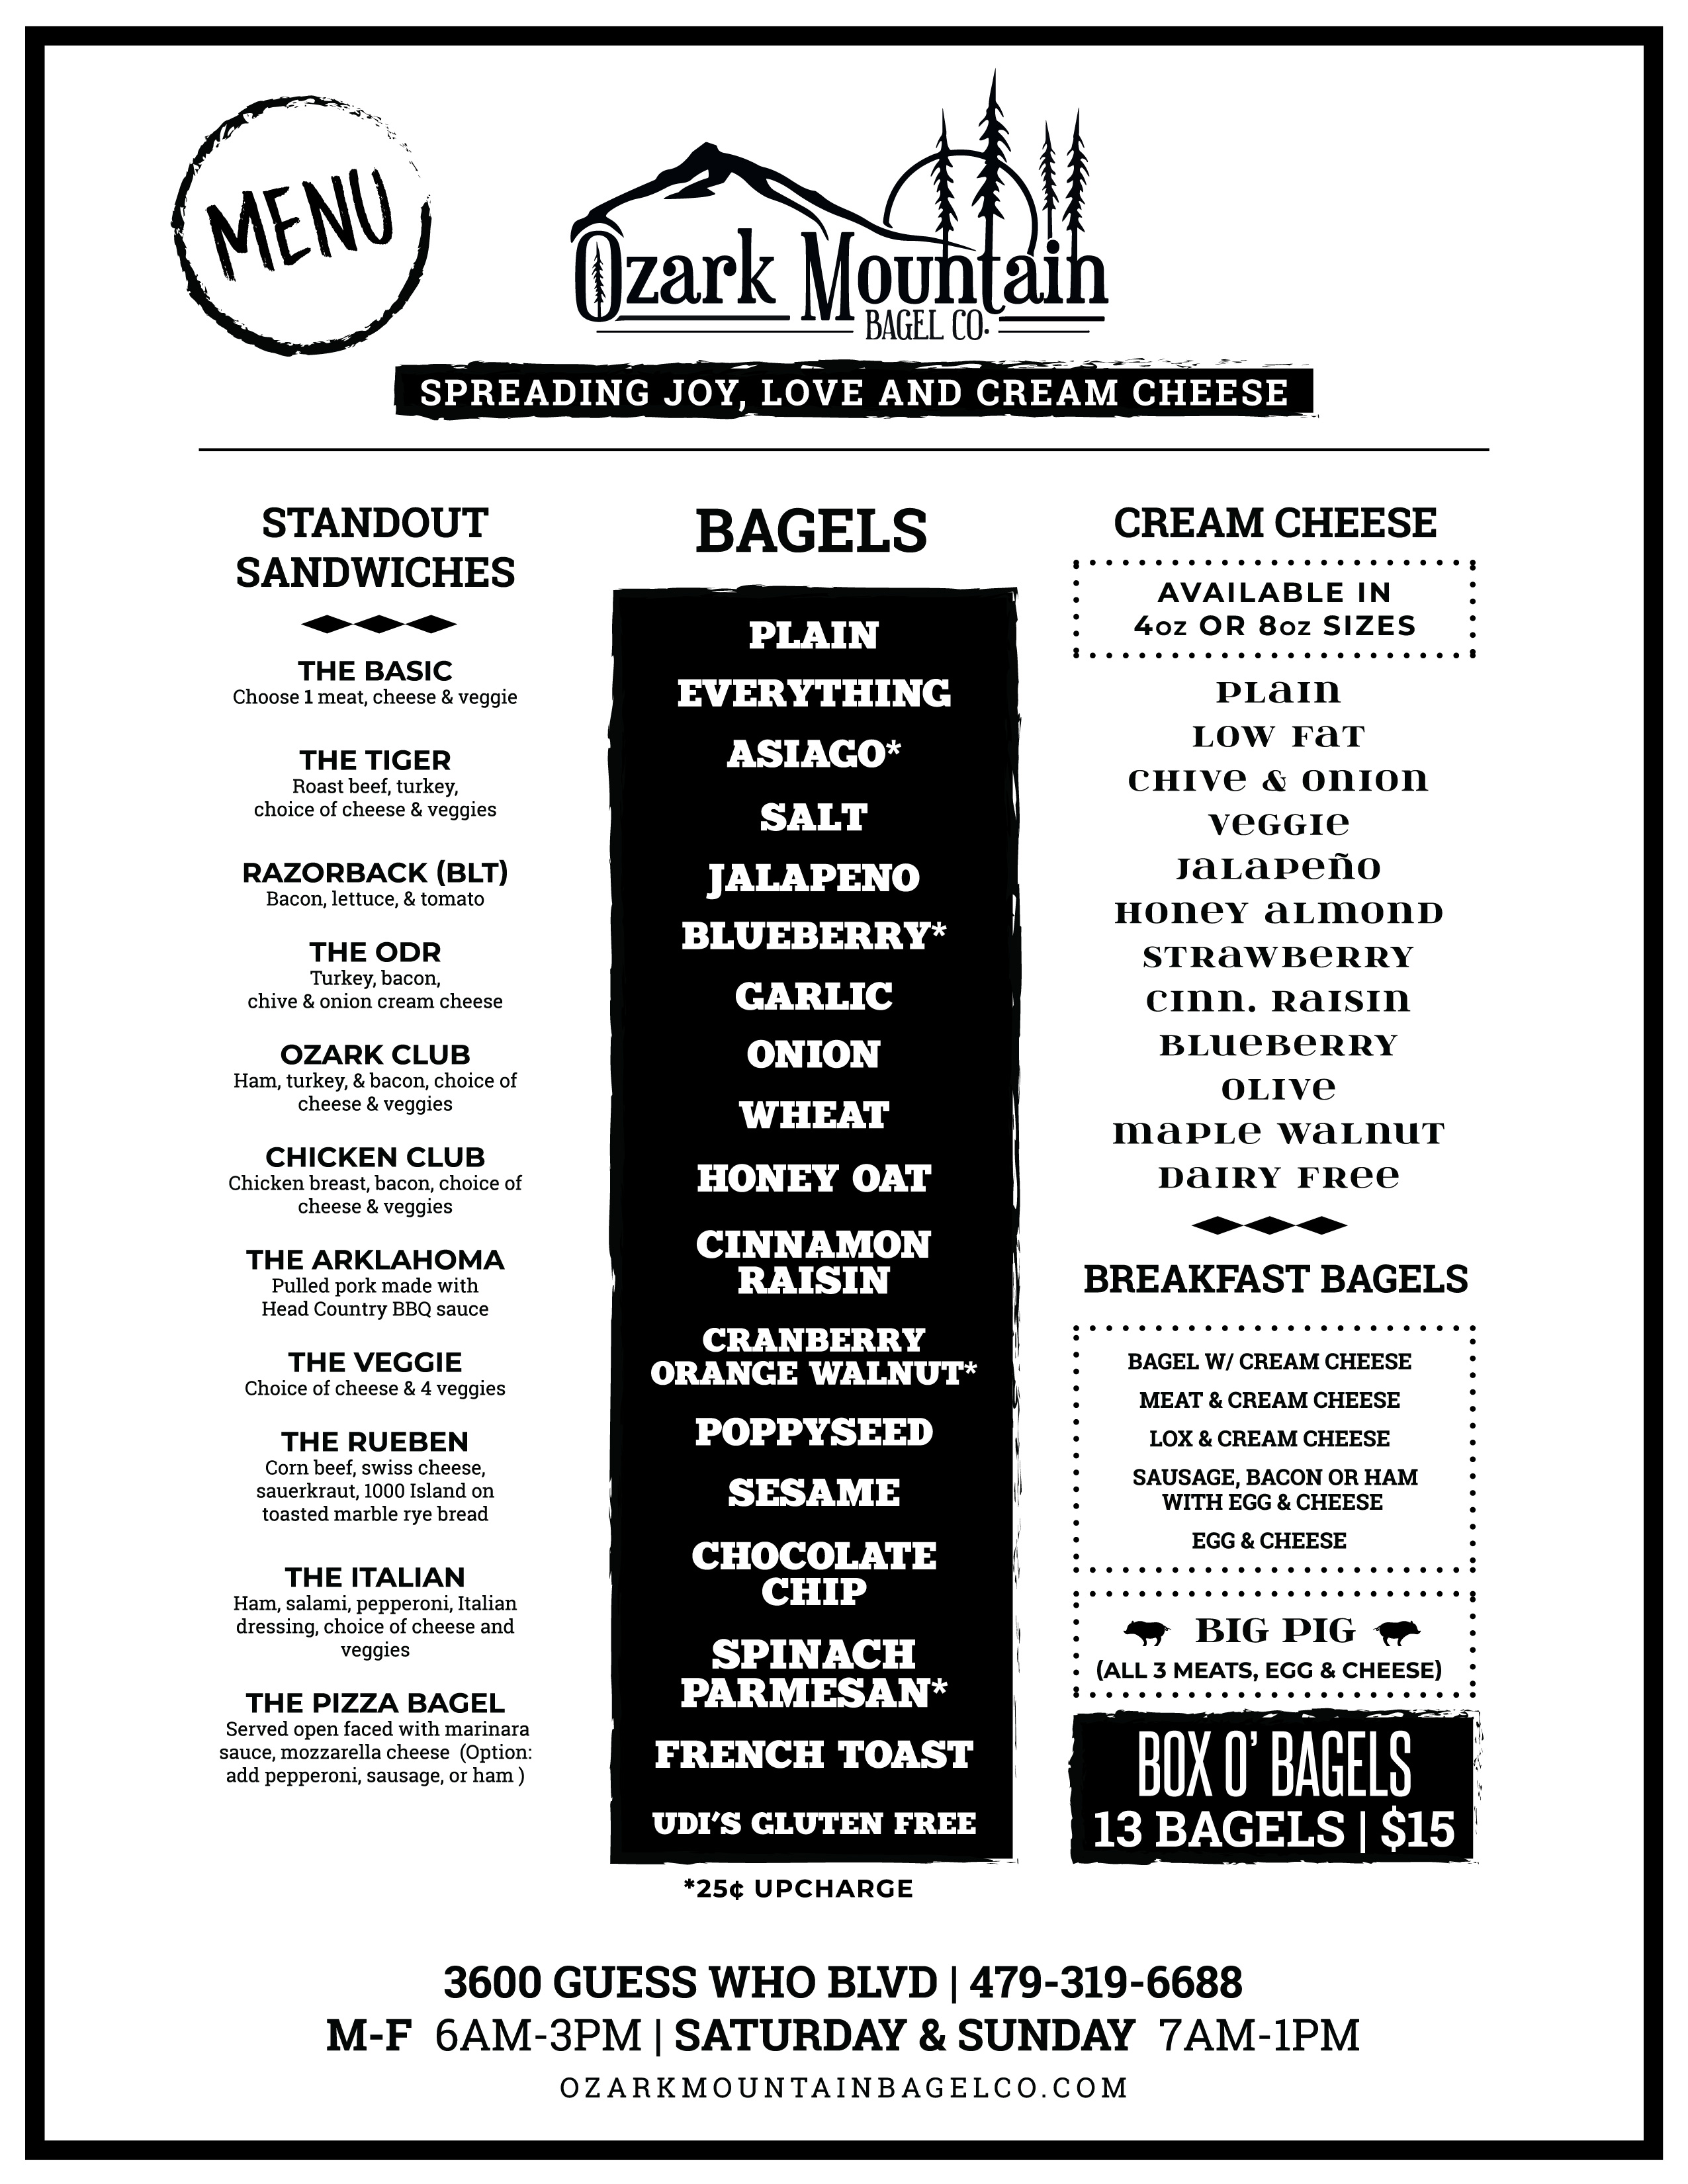 MENU
Ozark Mountain
BAGEL CO.
SPREADING JOY, LOVE AND CREAM CHEESE
STANDOUT
SANDWICHES
THE BASIC
Choose 1 meat, cheese & veggie
THE TIGER
Roast beef, turkey,
choice of cheese & veggies
RAZORBACK (BLT)
Bacon, lettuce, & tomato
THE ODR
Turkey, bacon,
chive & onion cream cheese
OZARK CLUB
Ham, turkey, & bacon, choice of
cheese & veggies
CHICKEN CLUB
Chicken breast, bacon, choice of
cheese & veggies
THE ARKLAHOMA
Pulled pork made with
Head Country BBQ sauce
THE VEGGIE
Choice of cheese & 4 veggies
THE RUEBEN
Corn beef, swiss cheese,
sauerkraut, 1000 Island on
toasted marble rye bread
THE ITALIAN
Ham, salami, pepperoni, Italian
dressing, choice of cheese and
veggies
THE PIZZA BAGEL
Served open faced with marinara
sauce, mozzarella cheese (Option:
add pepperoni, sausage, or ham )
BAGELS
PLAIN
EVERYTHING
ASIAGO*
SALT
JALAPENO
BLUEBERRY*
GARLIC
ONION
WHEAT
HONEY OAT
CINNAMON
RAISIN
CRANBERRY
ORANGE WALNUT*
POPPYSEED
SESAME
CHOCOLATE
CHIP
SPINACH
PARMESAN*
FRENCH TOAST
UDI'S GLUTEN FREE
*25¢ UPCHARGE
CREAM CHEESE
AVAILABLE IN
4oz OR 8oz SIZES
PLaIN
LOW FaT
CHIVe & ONION
VeGGIe
JaLaPeño
HONeY aLMOND
STRaWBeRRY
CINN. RaISIN
BLUeBeRRY
OLIVe
MaPLe WaLNUT
DaIRY FRee
BREAKFAST BAGELS
BAGEL W/ CREAM CHEESE
MEAT & CREAM CHEESE
LOX & CREAM CHEESE
SAUSAGE, BACON OR HAM
WITH EGG & CHEESE
EGG & CHEESE
BIG PIG
(ALL 3 MEATS, EGG & CHEESE)
BOX O' BAGELS
13 BAGELS | $15
3600 GUESS WHO BLVD | 479-319-6688
M-F 6AM-3PM | SATURDAY & SUNDAY 7AM-1PM
OZARKMOUNTAINBAGELCO.COM